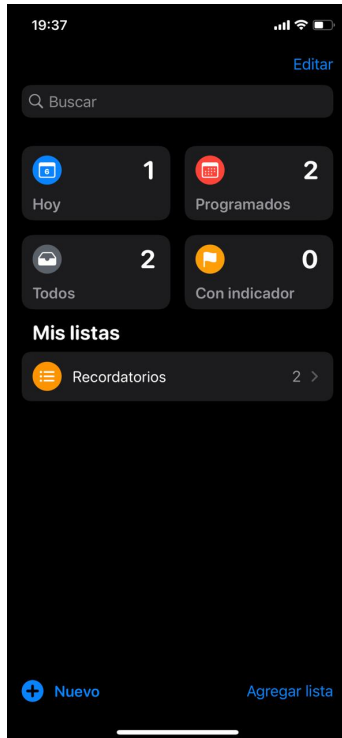 19:37
Editar
Buscar
6
1
Hoy
2
Programados
2
Todos
0
Con indicador
Mis listas
Recordatorios 2
Nuevo
Agregar lista